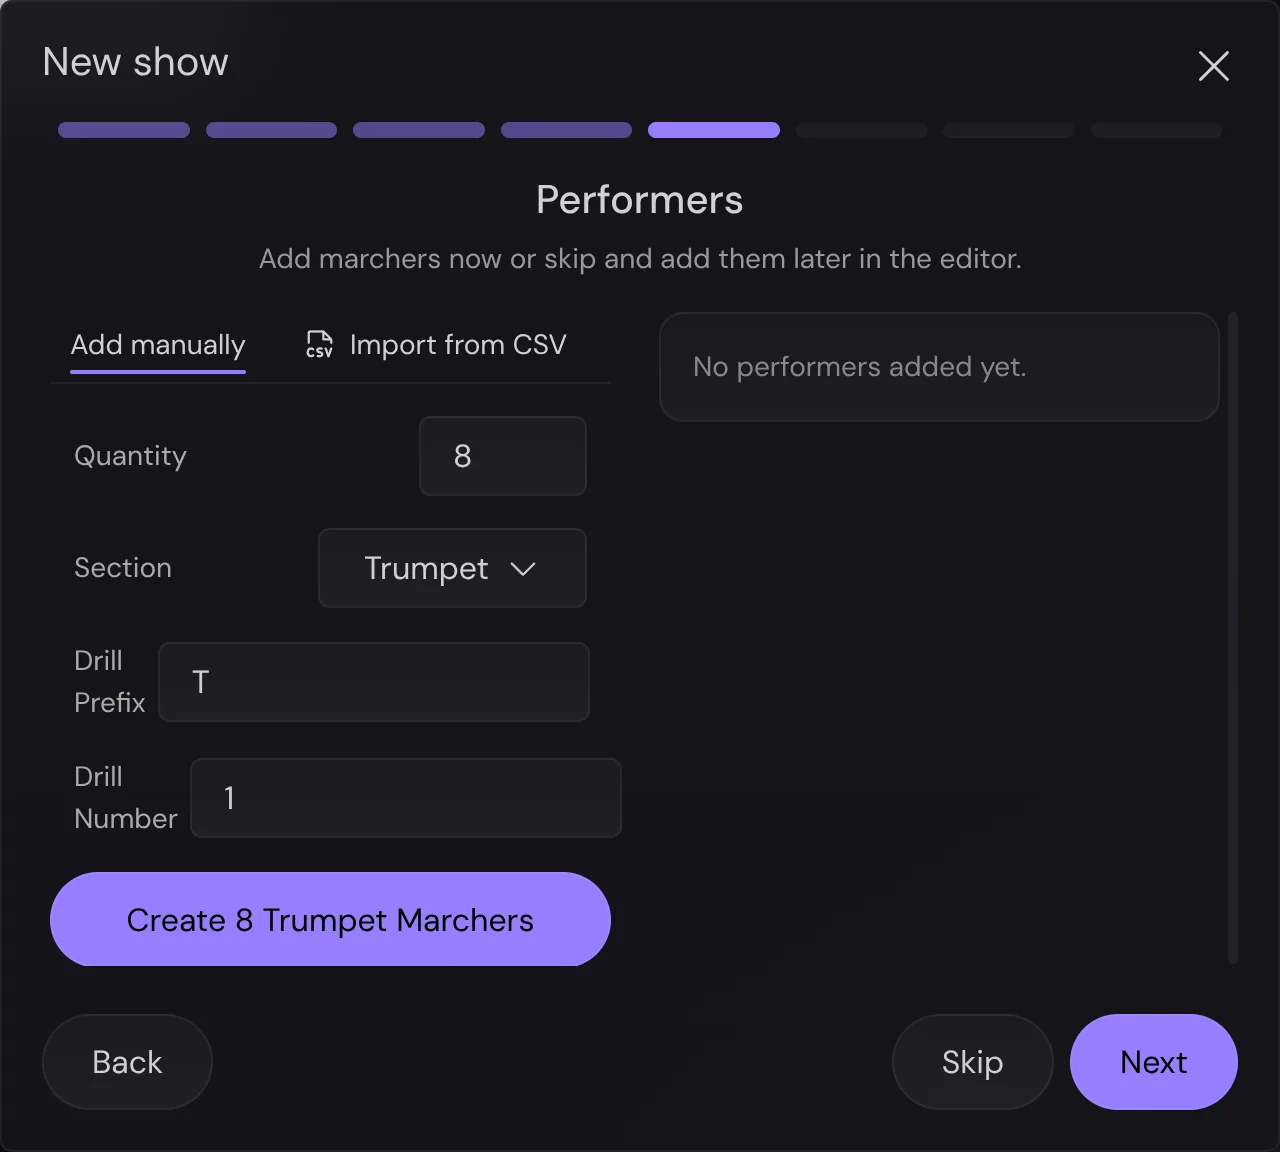 New show
Performers
Add marchers now or skip and add them later in the editor.
Add manually
CSV Import from CSV
No performers added yet.
Quantity
8
Section
Trumpet
Drill
Prefix
T
Drill
Number
1
Create 8 Trumpet Marchers
Back
Skip
Next